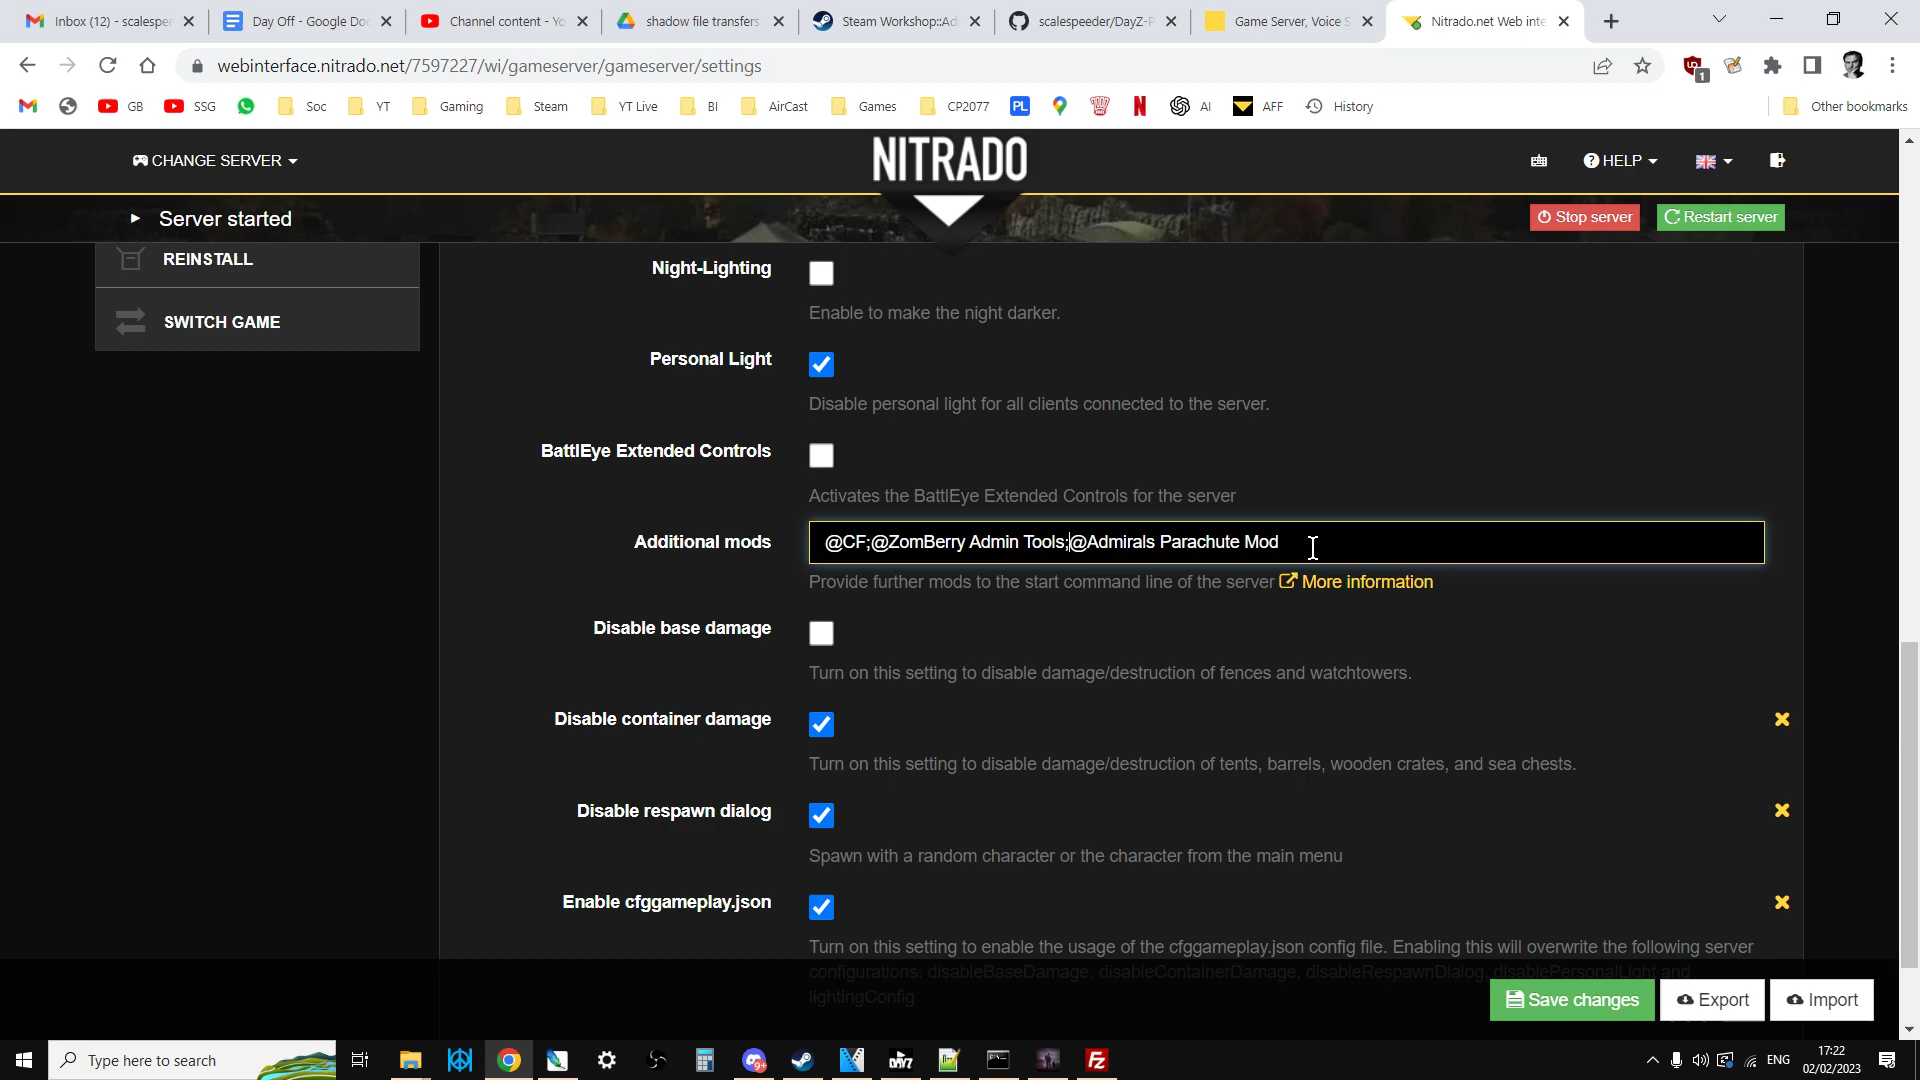 Inbox (12) - scalespee
Day Off - Google Do
Channel content - Yo
shadow file transfers
Steam Workshop::Ad
scalespeeder/DayZ-P
Game Server, Voice S
Nitrado.net Web inte
webinterface.nitrado.net/7597227/wi/gameserver/gameserver/settings
1
GB
SSG
Soc
YT
Gaming
Steam
YT Live
BI
AirCast
Games
CP2077
PL
AI
AFF
History
Other bookmarks
CHANGE SERVER
NITRADO
HELP
Server started
Stop server
Restart server
REINSTALL
SWITCH GAME
Night-Lighting
Enable to make the night darker.
Personal Light
Disable personal light for all clients connected to the server.
BattlEye Extended Controls
Activates the BattlEye Extended Controls for the server
Additional mods
@CF;@ZomBerry Admin Tools;@Admirals Parachute Mod
Provide further mods to the start command line of the server More information
Disable base damage
Turn on this setting to disable damage/destruction of fences and watchtowers.
Disable container damage
Turn on this setting to disable damage/destruction of tents, barrels, wooden crates, and sea chests.
Disable respawn dialog
Spawn with a random character or the character from the main menu
Enable cfggameplay.json
Turn on this setting to enable the usage of the cfggameplay.json config file. Enabling this will overwrite the following server
configurations: disableBaseDamage, disableContainerDamage, disableRespawnDialog, disablePersonalLight and
lightingConfig
Save changes
Export
Import
Type here to search
9+
DAYZ
ENG
17:22
02/02/2023